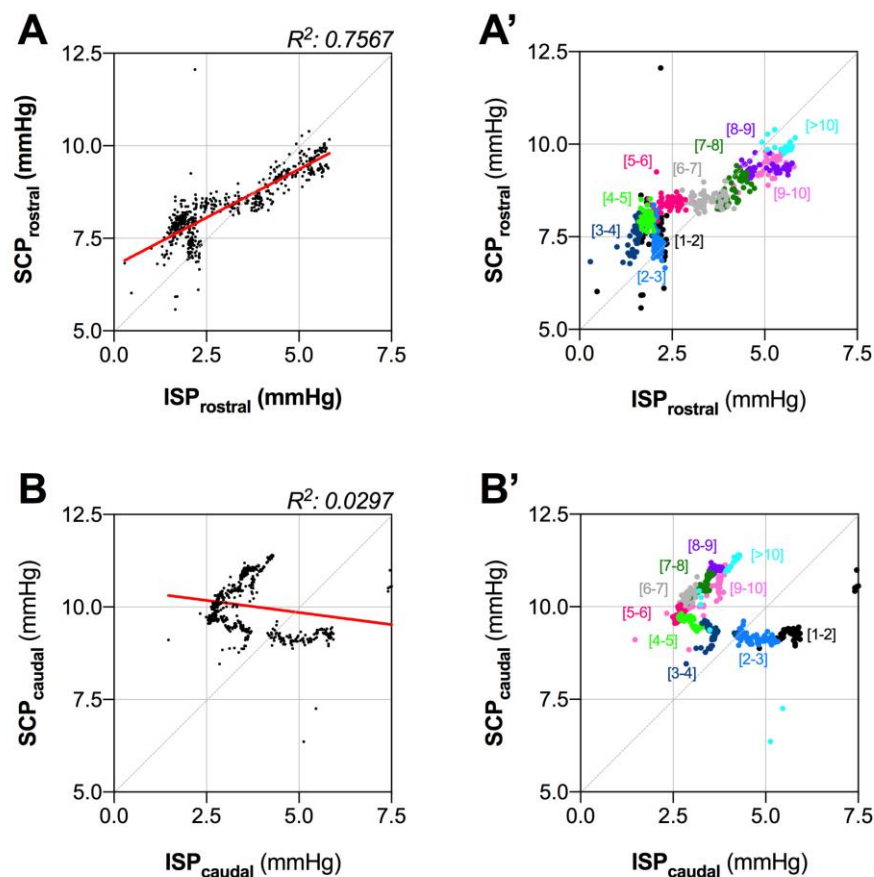 A
R²: 0.7567
12.5
10.0
7.5
5.0
SCProstral (mmHg)
0.0 2.5 5.0 7.5
ISProstral (mmHg)
A'
12.5
10.0
7.5
5.0
SCProstral (mmHg)
[>10]
[8-9]
[7-8]
[5-6]
[6-7]
[9-10]
[4-5]
[3-4]
[1-2]
[2-3]
0.0 2.5 5.0 7.5
ISProstral (mmHg)
B
R²: 0.0297
12.5
10.0
7.5
5.0
SCPcaudal (mmHg)
0.0 2.5 5.0 7.5
ISPcaudal (mmHg)
B'
12.5
10.0
7.5
5.0
SCPcaudal (mmHg)
[8-9]
[>10]
[7-8]
[6-7]
[9-10]
[5-6]
[4-5]
[1-2]
[2-3]
[3-4]
0.0 2.5 5.0 7.5
ISPcaudal (mmHg)